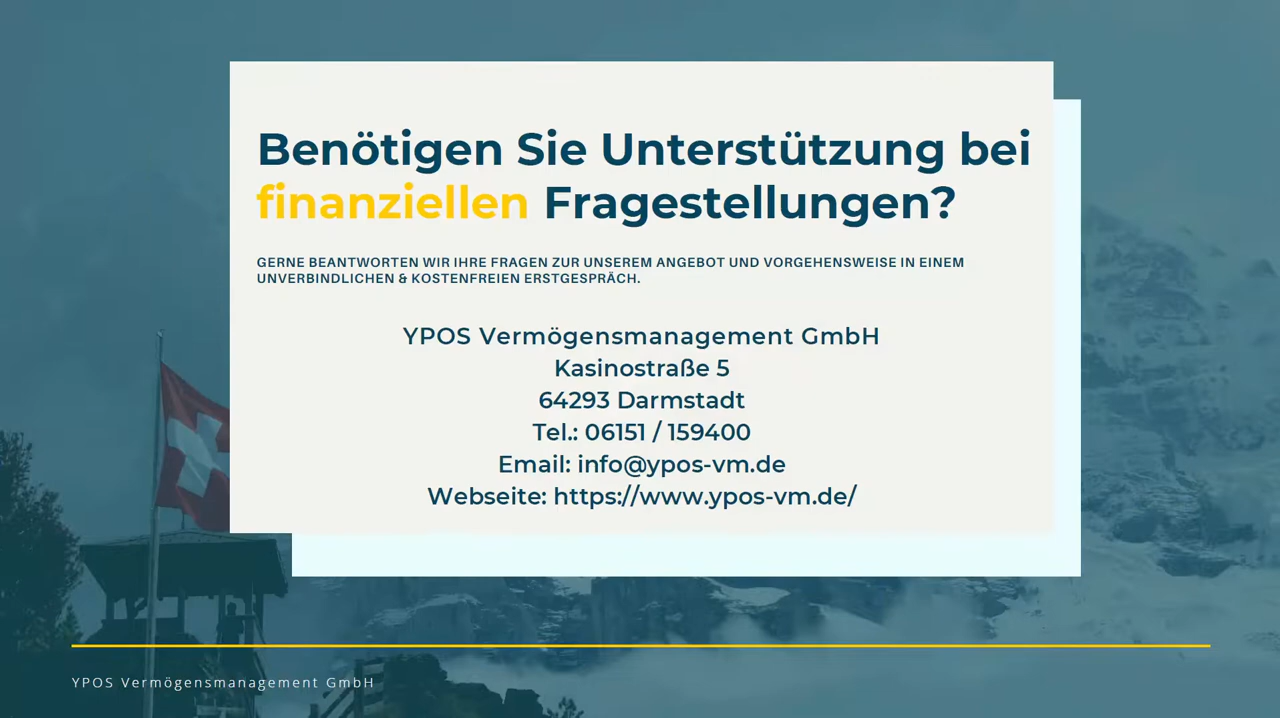 Benötigen Sie Unterstützung bei
finanziellen Fragestellungen?
GERNE BEANTWORTEN WIR IHRE FRAGEN ZUR UNSEREM ANGEBOT UND VORGEHENSWEISE IN EINEM
UNVERBINDLICHEN & KOSTENFREIEN ERSTGESPRÄCH.
YPOS Vermögensmanagement GmbH
Kasinostraße 5
64293 Darmstadt
Tel.: 06151 / 159400
Email: info@ypos-vm.de
Webseite: https://www.ypos-vm.de/
YPOS Vermögensmanagement GmbH